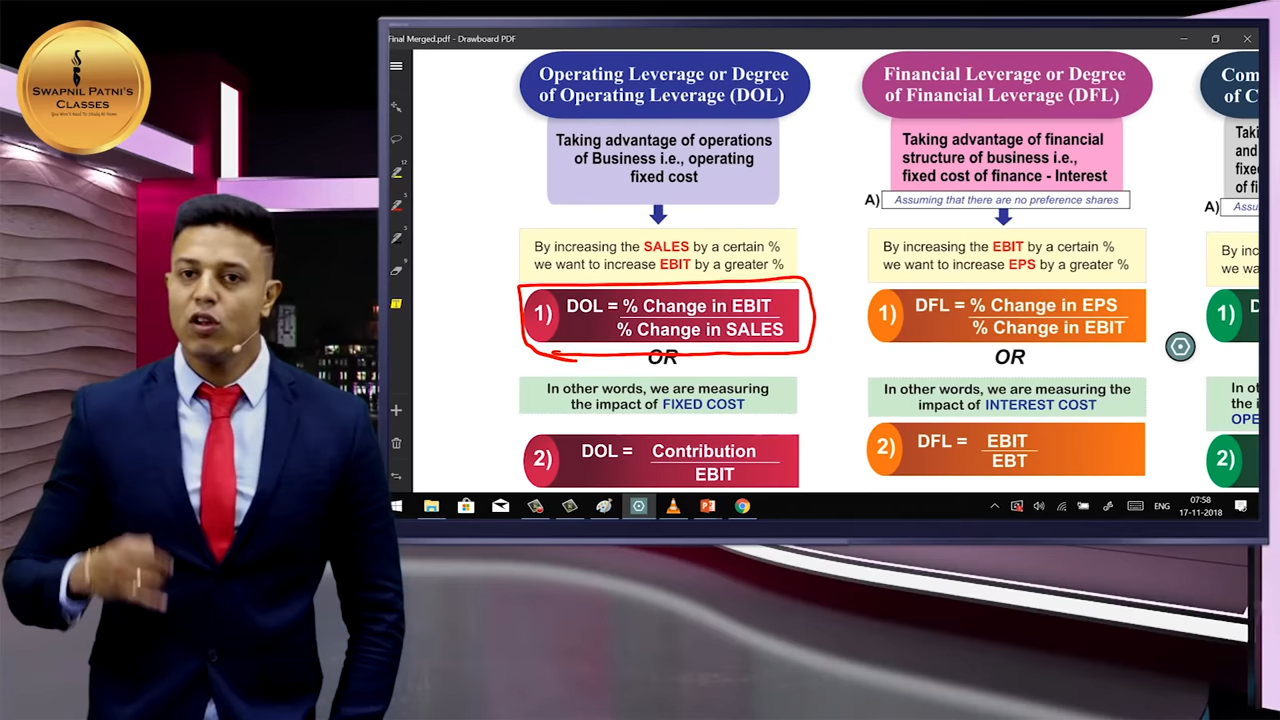 SWAPNIL PATNI'S
CLASSES
Final Merged.pdf - Drawboard PDF
Operating Leverage or Degree
of Operating Leverage (DOL)
Taking advantage of operations
of Business i.e., operating
fixed cost
By increasing the SALES by a certain %
we want to increase EBIT by a greater %
1) DOL = % Change in EBIT
% Change in SALES
OR
In other words, we are measuring
the impact of FIXED COST
2) DOL = Contribution
EBIT
Financial Leverage or Degree
of Financial Leverage (DFL)
Taking advantage of financial
structure of business i.e.,
fixed cost of finance - Interest
A) Assuming that there are no preference shares
By increasing the EBIT by a certain %
we want to increase EPS by a greater %
1) DFL = % Change in EPS
% Change in EBIT
OR
In other words, we are measuring the
impact of INTEREST COST
2) DFL = EBIT
EBT
Com
of C
Taki
and
fixe
of fi
A) Assu
By inc
we wa
1) D
In ot
the i
OPE
2)
ENG
07:58
17-11-2018